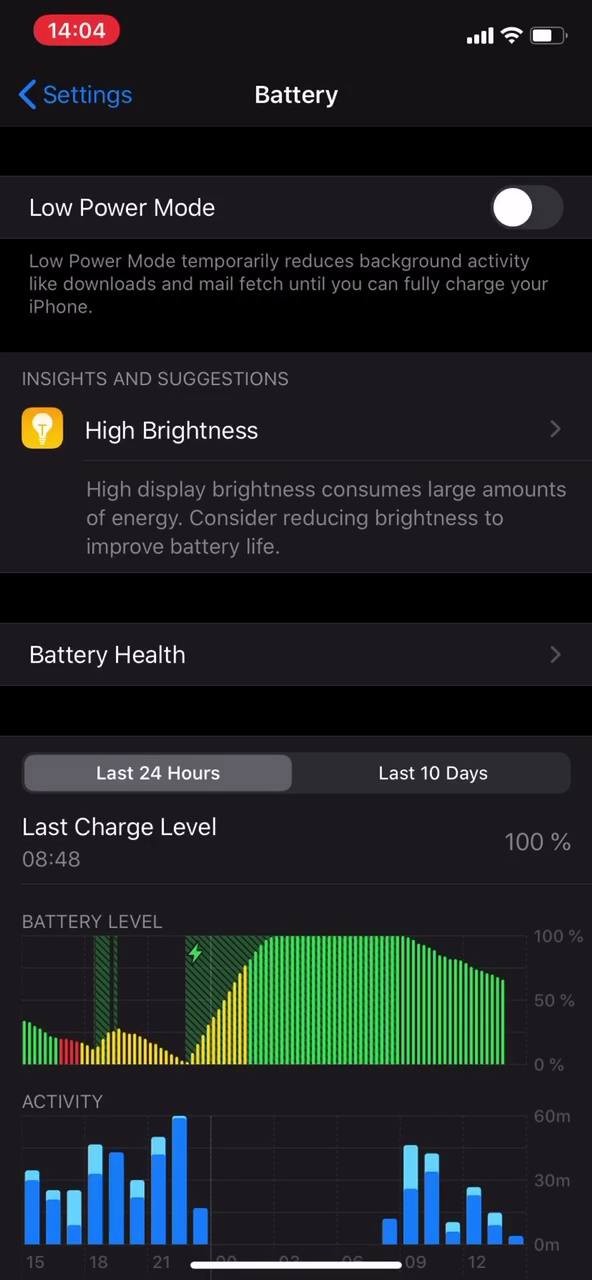 14:04
Settings
Battery
Low Power Mode
Low Power Mode temporarily reduces background activity
like downloads and mail fetch until you can fully charge your
iPhone.
INSIGHTS AND SUGGESTIONS
High Brightness
High display brightness consumes large amounts
of energy. Consider reducing brightness to
improve battery life.
Battery Health
Last 24 Hours Last 10 Days
Last Charge Level
100 %
08:48
BATTERY LEVEL
100 %
50 %
0 %
ACTIVITY
60m
30m
0m
15 18 21 00 03 06 09 12